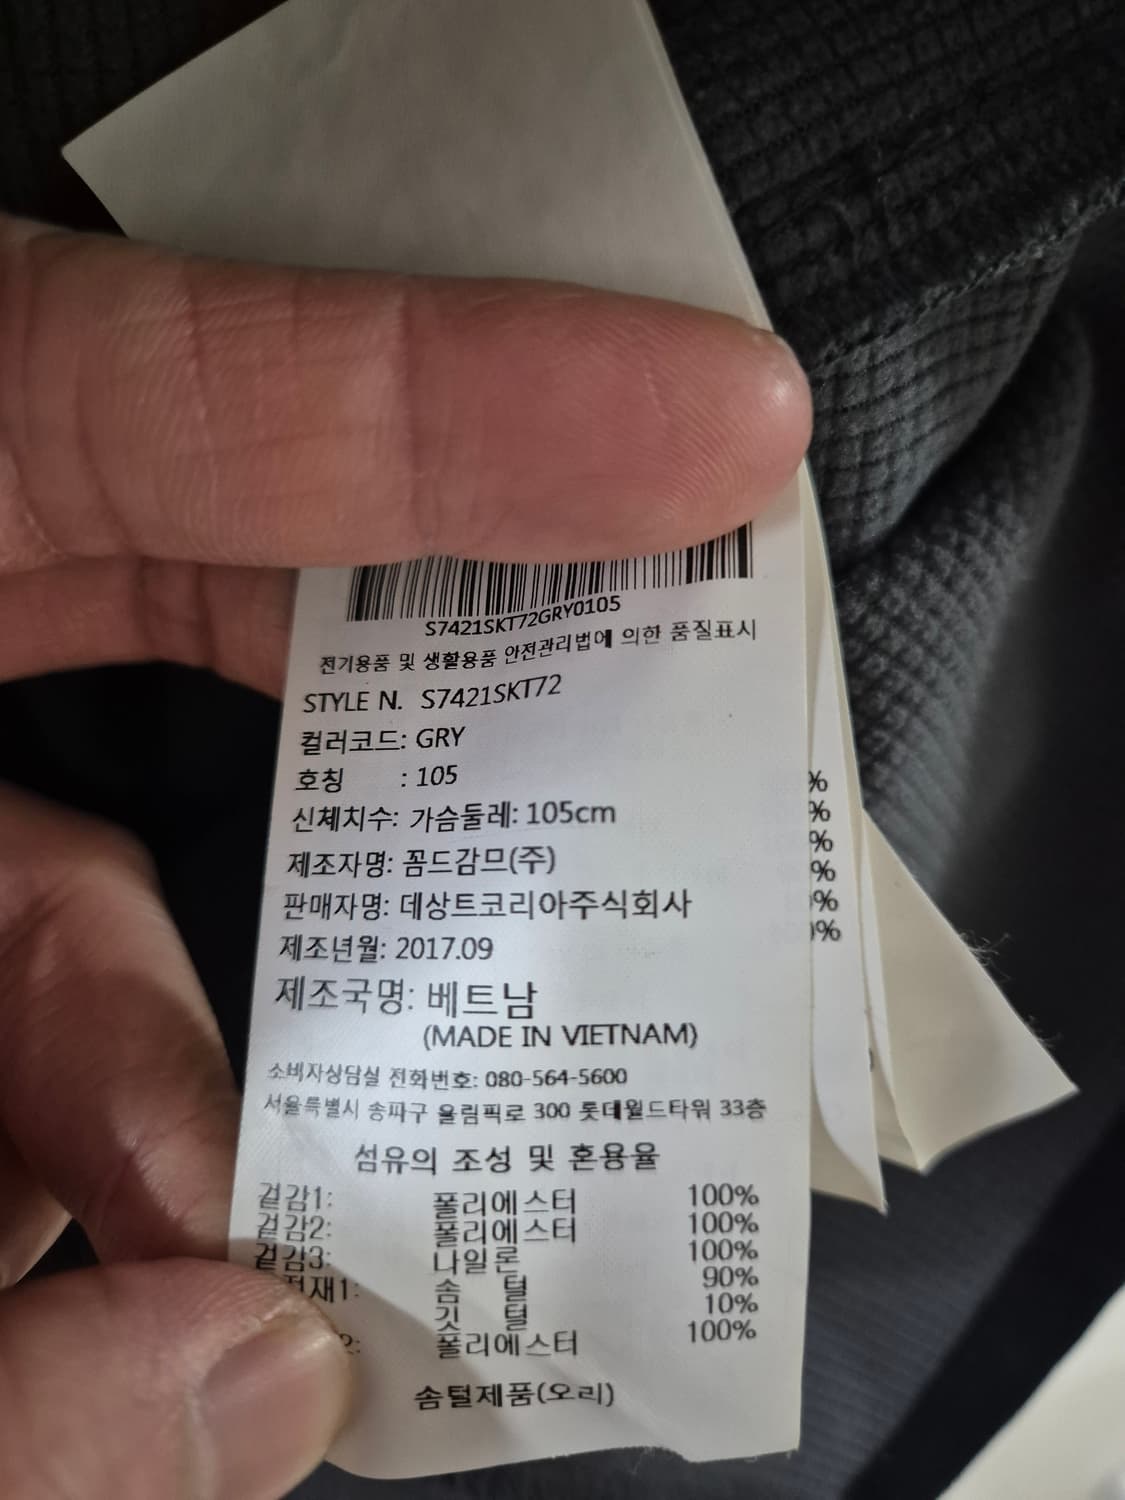 S7421SKT72GRY0105
전기용품 및 생활용품 안전관리법에 의한 품질표시
STYLE N. S7421SKT72
컬러코드: GRY
호칭 : 105
신체치수: 가슴둘레: 105cm
제조자명: 꼼드감므(주)
판매자명: 데상트코리아주식회사
제조년월: 2017.09
제조국명: 베트남
(MADE IN VIETNAM)
소비자상담실 전화번호: 080-564-5600
서울특별시 송파구 올림픽로 300 롯데월드타워 33층
섬유의 조성 및 혼용율
겉감1: 폴리에스터 100%
겉감2: 폴리에스터 100%
겉감3: 나일론 100%
전재1: 솜 털 90%
깃 털 10%
2: 폴리에스터 100%
솜털제품(오리)
%
%
%
%
%
%